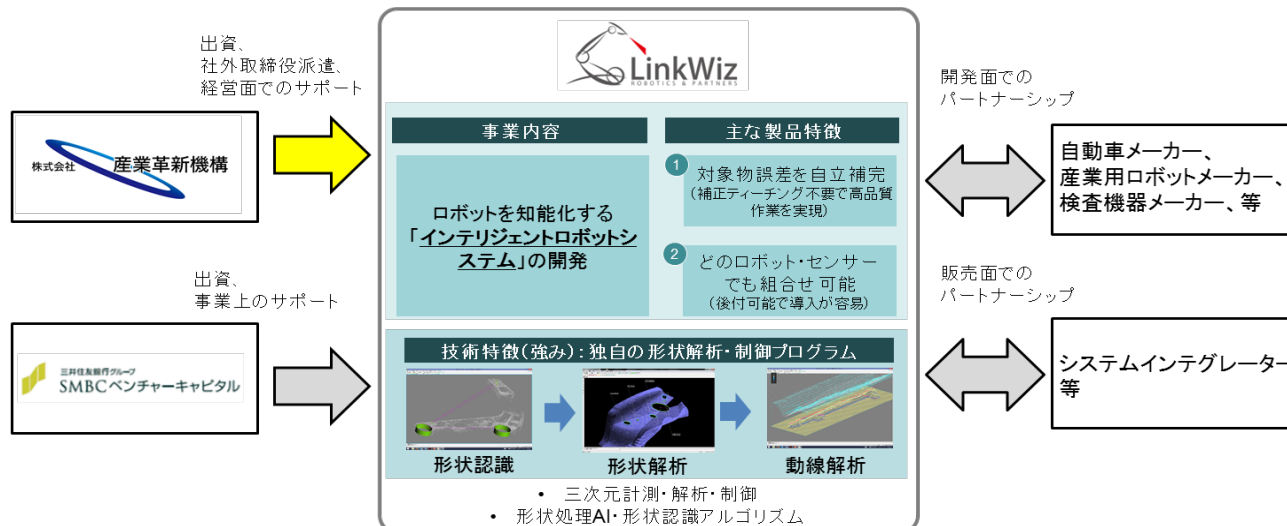 出資、
社外取締役派遣、
経営面でのサポート
株式会社 産業革新機構
出資、
事業上のサポート
三井住友銀行グループ
SMBCベンチャーキャピタル
LinkWiz
ROBOTICS & PARTNERS
事業内容
ロボットを知能化する
「インテリジェントロボットシ
ステム」の開発
主な製品特徴
1 対象物誤差を自立補完
(補正ティーチング不要で高品質
作業を実現)
2 どのロボット・センサー
でも組合せ可能
(後付可能で導入が容易)
技術特徴(強み):独自の形状解析・制御プログラム
形状認識
形状解析
動線解析
• 三次元計測・解析・制御
• 形状処理AI・形状認識アルゴリズム
開発面での
パートナーシップ
自動車メーカー、
産業用ロボットメーカー、
検査機器メーカー、等
販売面での
パートナーシップ
システムインテグレーター
等